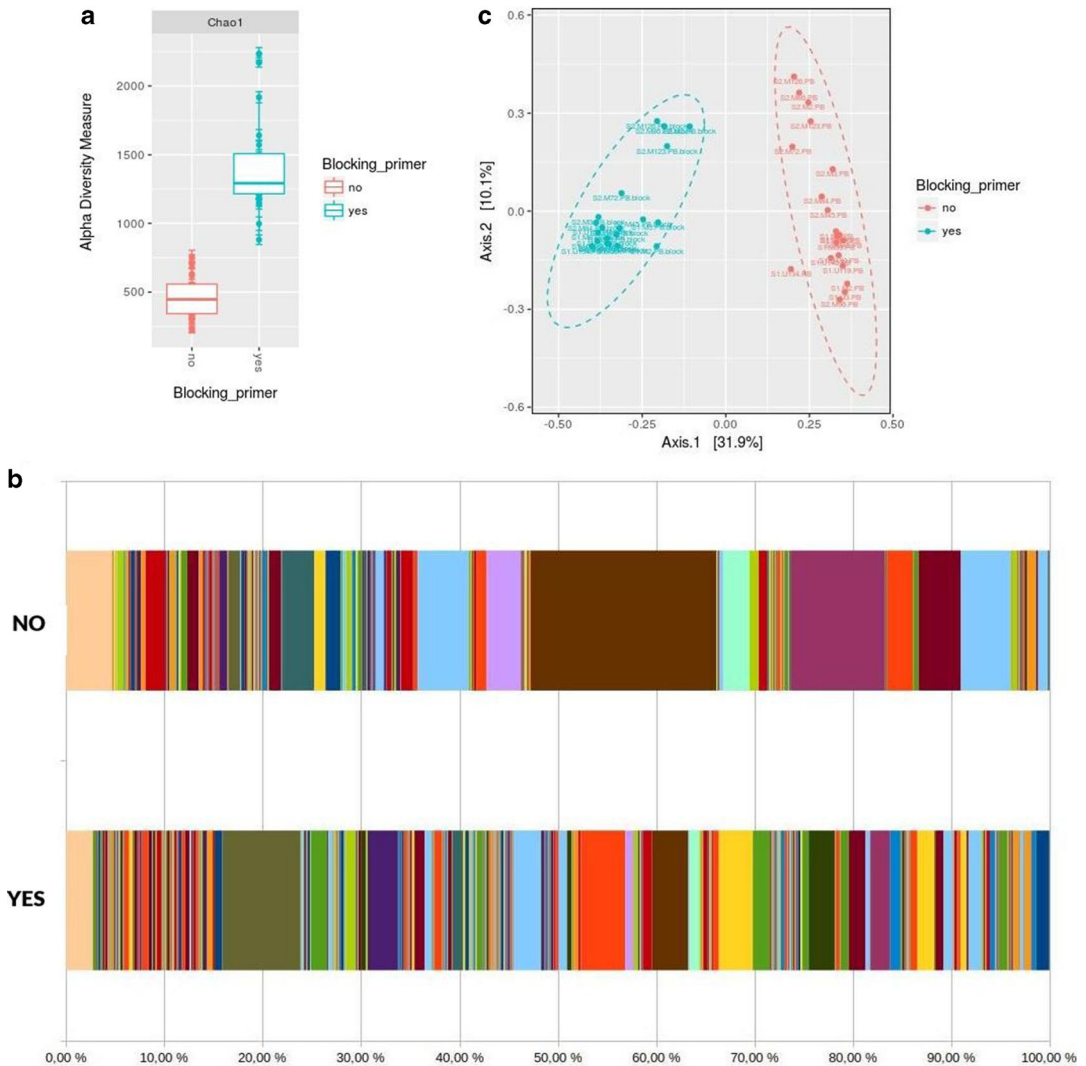 a
Chao1
Alpha Diversity Measure
2000
1500
1000
500
no
yes
Blocking_primer
Blocking_primer
no
yes
c
0.6
0.3
0.0
-0.3
-0.6
Axis.2 [10.1%]
S2.M123.PB.block
S2.M72.PB.block
S2.M123.PB
S2.M72.PB
S2.M3.PB
S1.U134.PB
S1.U119.PB
-0.50
-0.25
0.00
0.25
0.50
Axis.1 [31.9%]
Blocking_primer
no
yes
b
NO
YES
0,00 %
10,00 %
20,00 %
30,00 %
40,00 %
50,00 %
60,00 %
70,00 %
80,00 %
90,00 %
100,00 %